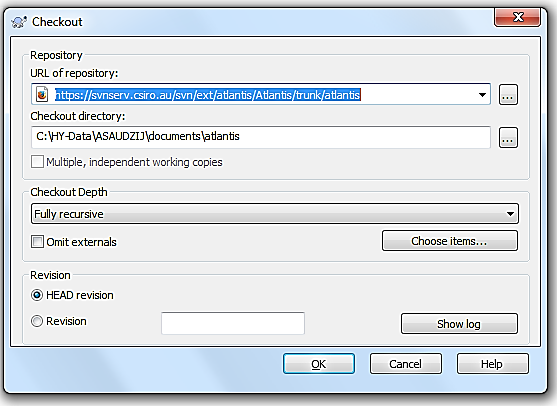 Checkout
Repository
URL of repository:
https://svnserv.csiro.au/svn/ext/atlantis/Atlantis/trunk/atlantis
...
Checkout directory:
C:\HY-Data\ASAUDZIJ\documents\atlantis
...
Multiple, independent working copies
Checkout Depth
Fully recursive
Omit externals
Choose items...
Revision
HEAD revision
Revision
Show log
OK
Cancel
Help